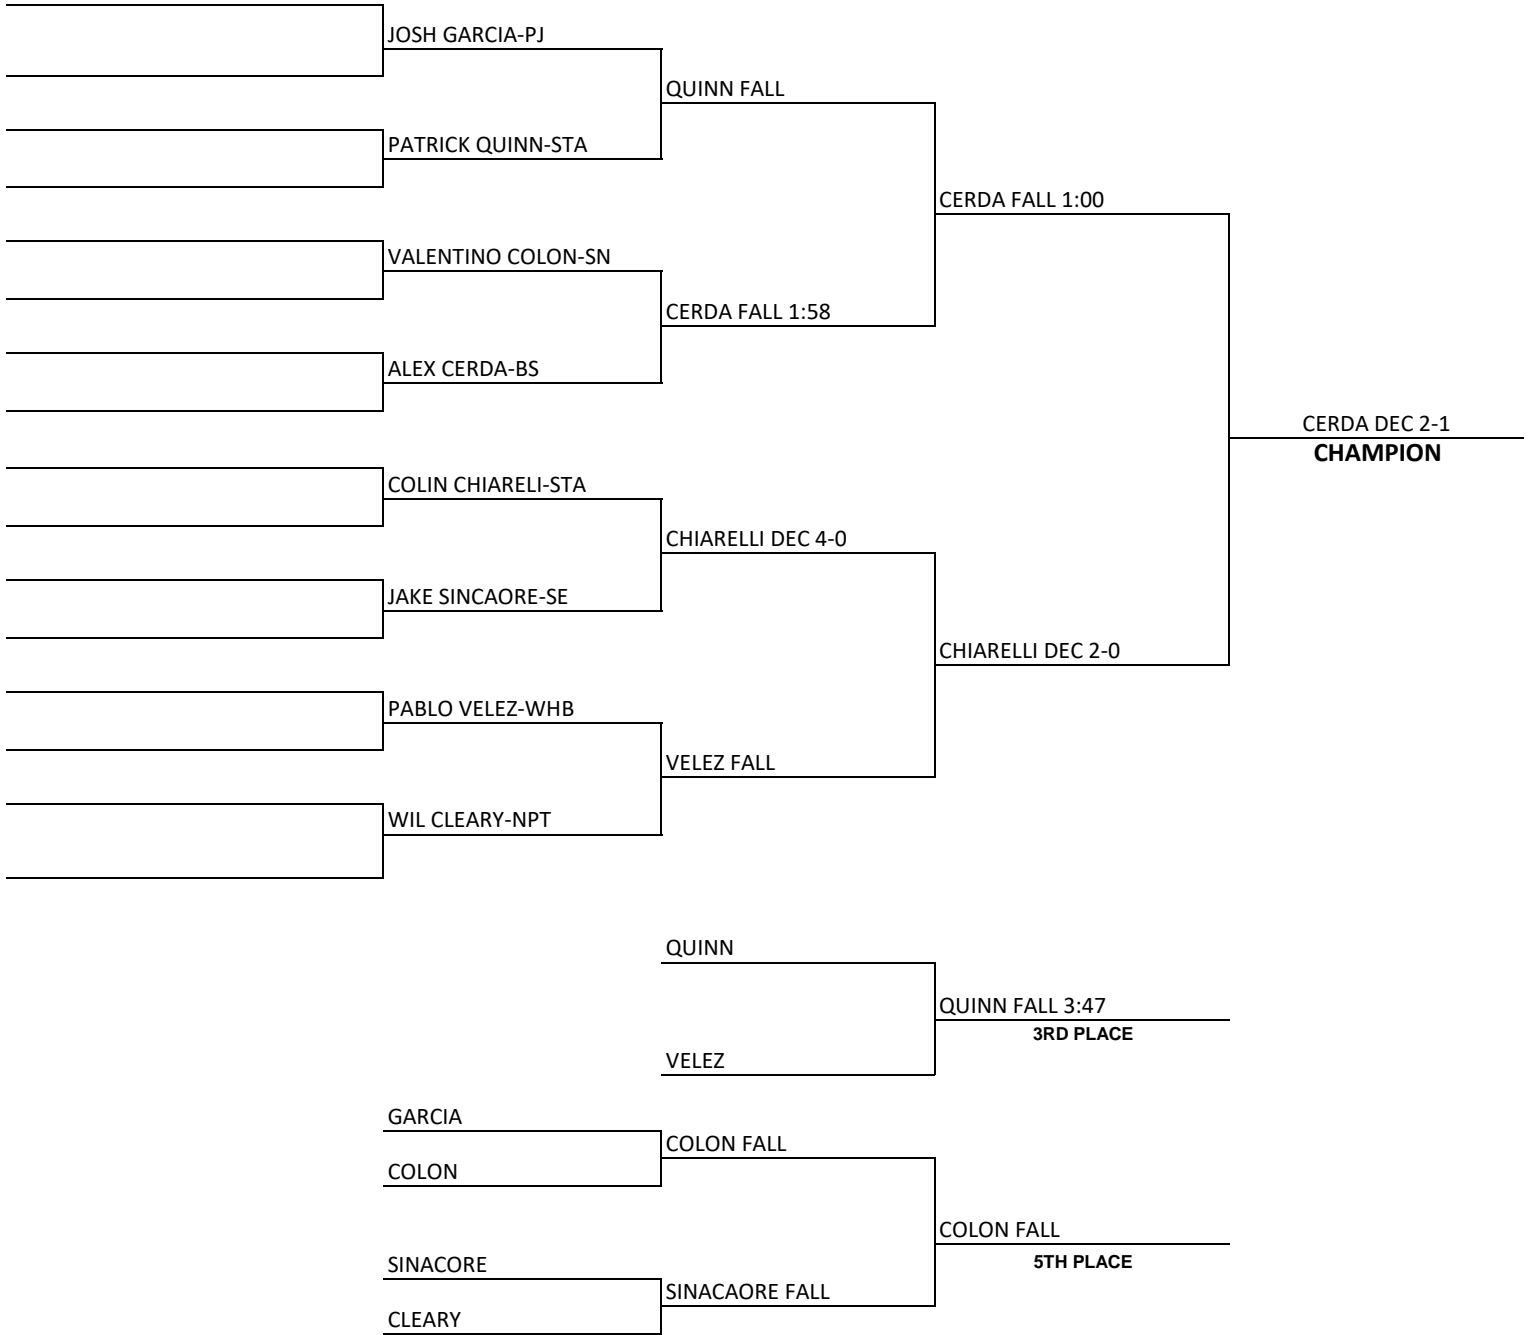 JOSH GARCIA-PJ
QUINN FALL
PATRICK QUINN-STA
CERDA FALL 1:00
VALENTINO COLON-SN
CERDA FALL 1:58
ALEX CERDA-BS
CERDA DEC 2-1
CHAMPION
COLIN CHIARELI-STA
CHIARELLI DEC 4-0
JAKE SINCAORE-SE
CHIARELLI DEC 2-0
PABLO VELEZ-WHB
VELEZ FALL
WIL CLEARY-NPT
QUINN
QUINN FALL 3:47
3RD PLACE
VELEZ
GARCIA
COLON FALL
COLON
COLON FALL
5TH PLACE
SINACORE
SINACAORE FALL
CLEARY